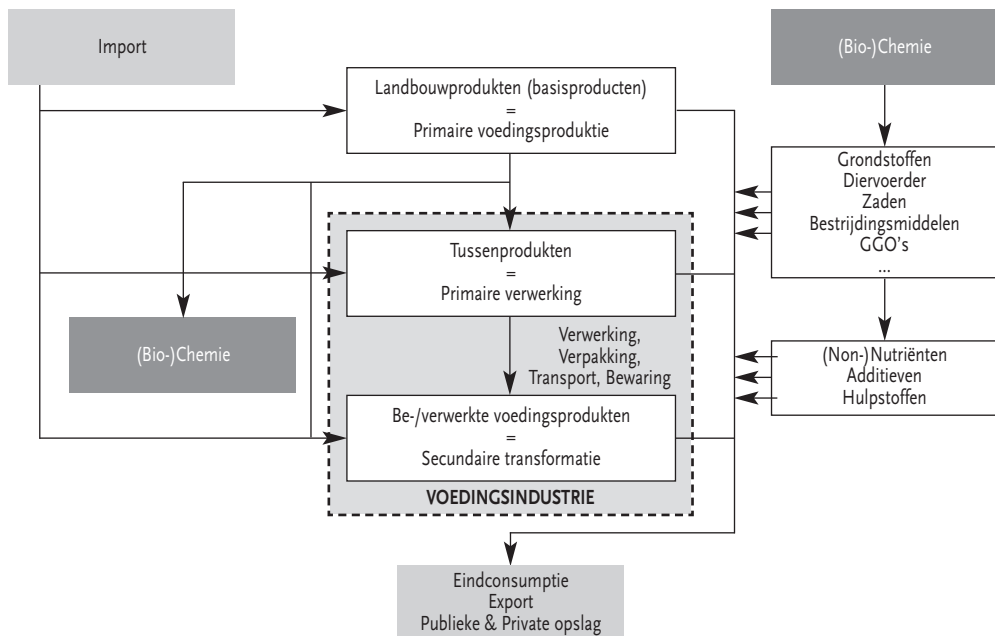 Import
(Bio-)Chemie
Landbouwprodukten (basisproducten)
=
Primaire voedingsproduktie
Grondstoffen
Diervoerder
Zaden
Bestrijdingsmiddelen
GGO's
...
Tussenprodukten
=
Primaire verwerking
(Bio-)Chemie
Verwerking,
Verpakking,
Transport, Bewaring
(Non-)Nutriënten
Additieven
Hulpstoffen
Be-/verwerkte voedingsprodukten
=
Secundaire transformatie
VOEDINGSINDUSTRIE
Eindconsumptie
Export
Publieke & Private opslag